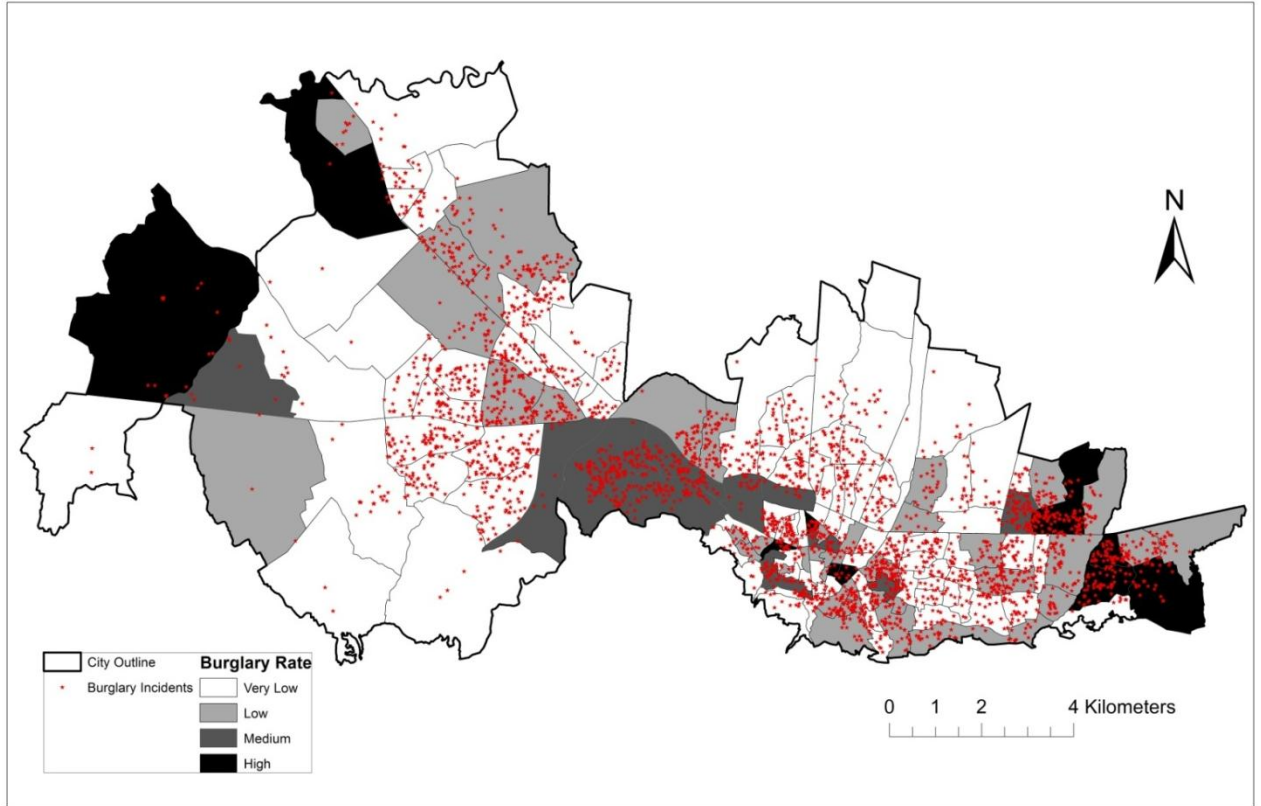 N
City Outline
Burglary Incidents
Burglary Rate
Very Low
Low
Medium
High
0 1 2 4 Kilometers